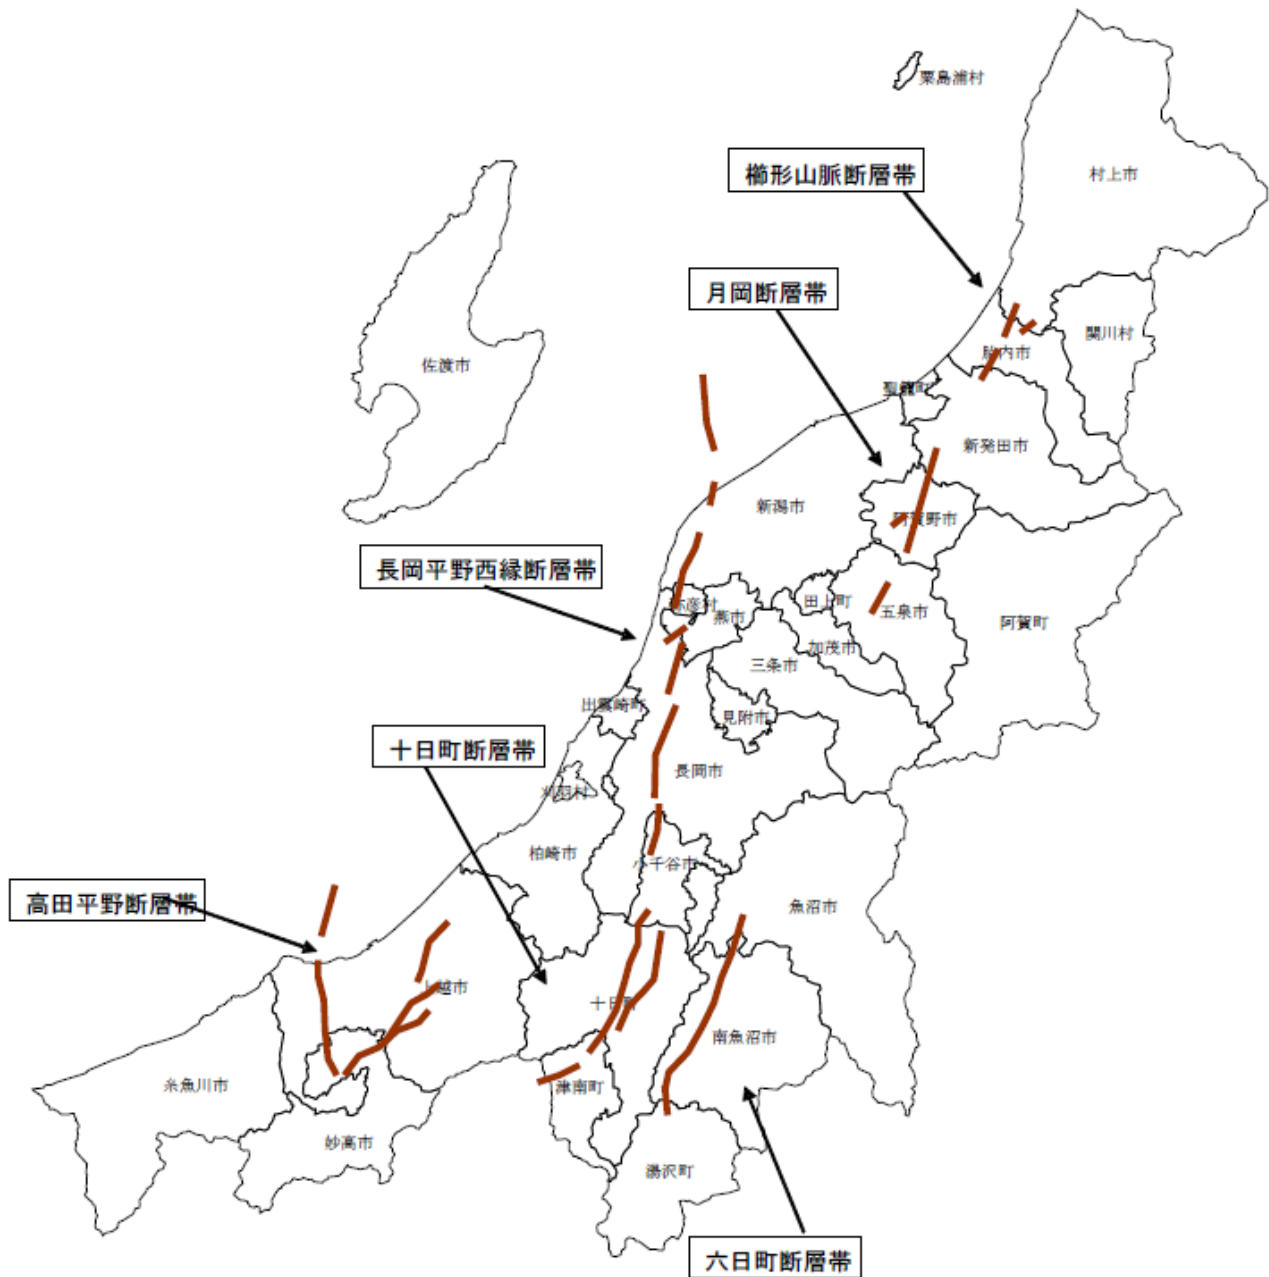 粟島浦村
櫛形山脈断層帯
村上市
月岡断層帯
関川村
胎内市
佐渡市
聖籠町
新発田市
新潟市
阿賀野市
長岡平野西縁断層帯
弥彦村
田上町
五泉市
燕市
阿賀町
加茂市
三条市
出雲崎町
見附市
十日町断層帯
長岡市
刈羽村
柏崎市
小千谷市
高田平野断層帯
魚沼市
上越市
十日町
南魚沼市
糸魚川市
津南町
妙高市
湯沢町
六日町断層帯